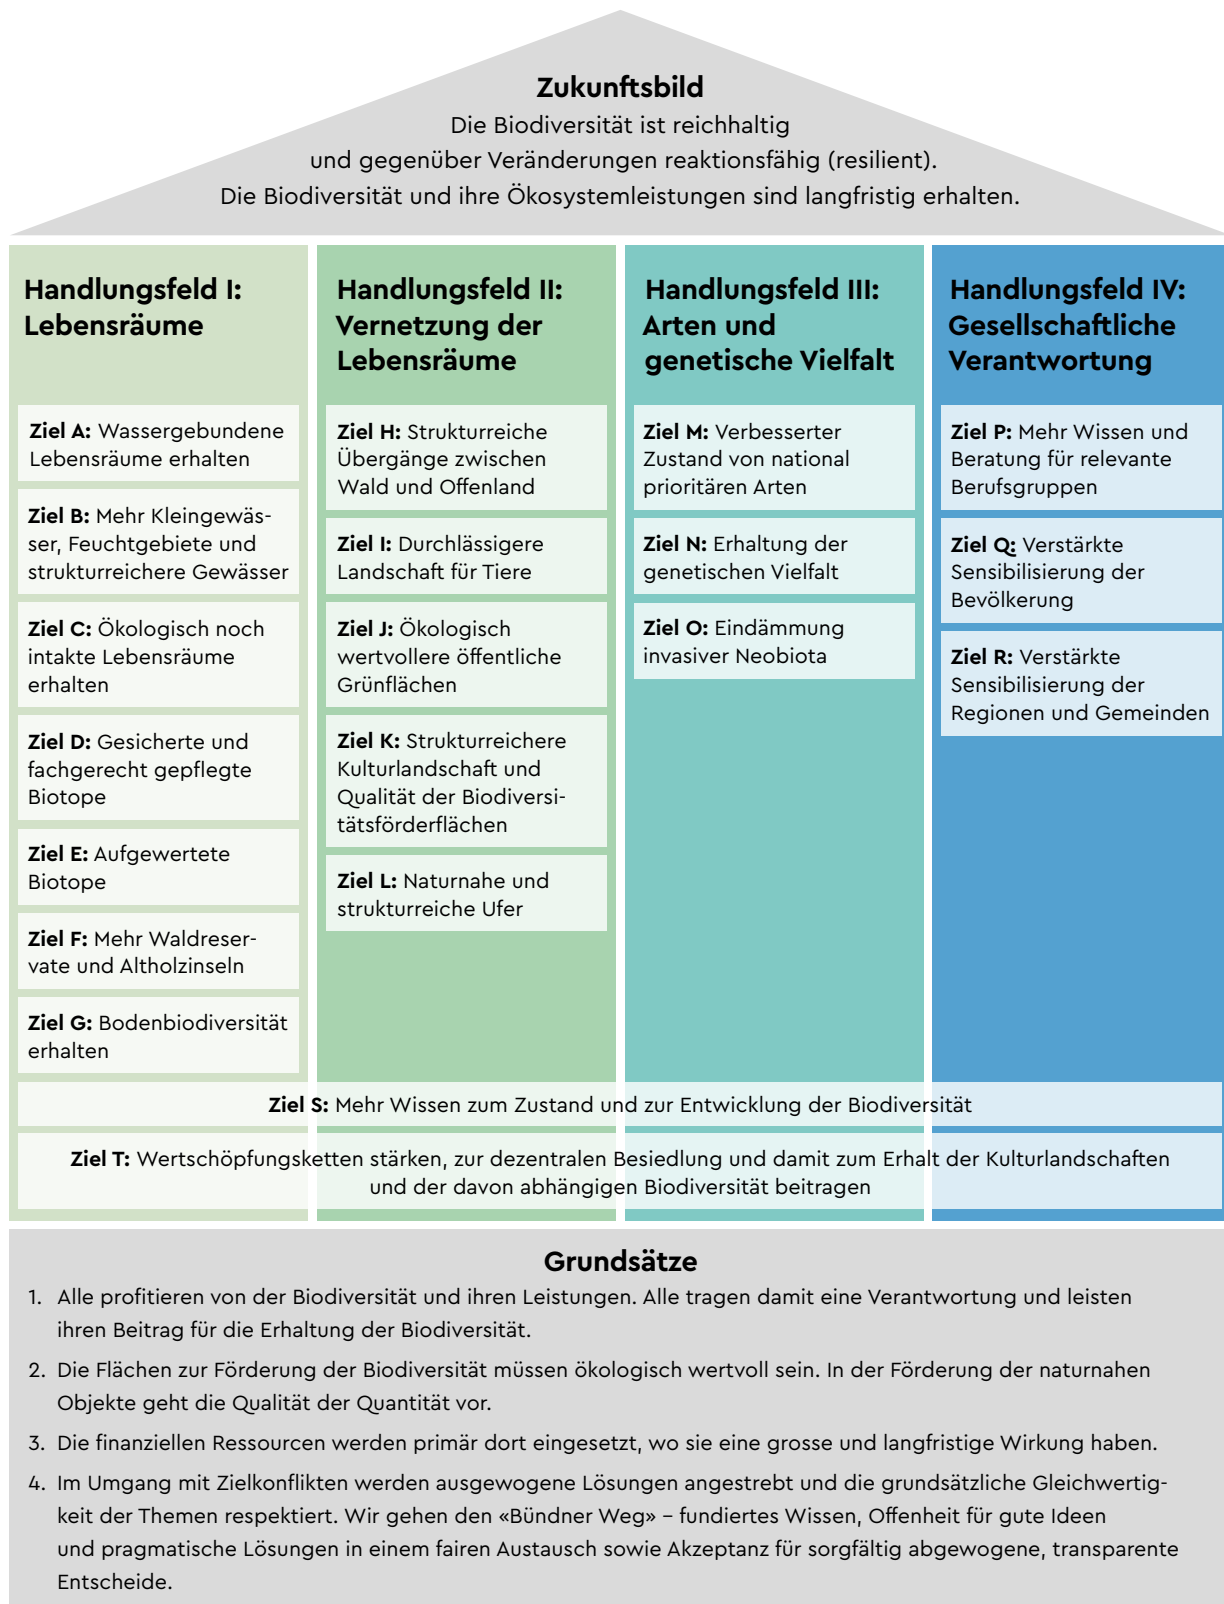 Zukunftsbild
Die Biodiversität ist reichhaltig
und gegenüber Veränderungen reaktionsfähig (resilient).
Die Biodiversität und ihre Ökosystemleistungen sind langfristig erhalten.
Handlungsfeld I:
Lebensräume
Ziel A: Wassergebundene
Lebensräume erhalten
Ziel B: Mehr Kleingewäs-
ser, Feuchtgebiete und
strukturreichere Gewässer
Ziel C: Ökologisch noch
intakte Lebensräume
erhalten
Ziel D: Gesicherte und
fachgerecht gepflegte
Biotope
Ziel E: Aufgewertete
Biotope
Ziel F: Mehr Waldreser-
vate und Altholzinseln
Ziel G: Bodenbiodiversität
erhalten
Handlungsfeld II:
Vernetzung der
Lebensräume
Ziel H: Strukturreiche
Übergänge zwischen
Wald und Offenland
Ziel I: Durchlässigere
Landschaft für Tiere
Ziel J: Ökologisch
wertvollere öffentliche
Grünflächen
Ziel K: Strukturreichere
Kulturlandschaft und
Qualität der Biodiversi-
tätsförderflächen
Ziel L: Naturnahe und
strukturreiche Ufer
Handlungsfeld III:
Arten und
genetische Vielfalt
Ziel M: Verbesserter
Zustand von national
prioritären Arten
Ziel N: Erhaltung der
genetischen Vielfalt
Ziel O: Eindämmung
invasiver Neobiota
Handlungsfeld IV:
Gesellschaftliche
Verantwortung
Ziel P: Mehr Wissen und
Beratung für relevante
Berufsgruppen
Ziel Q: Verstärkte
Sensibilisierung der
Bevölkerung
Ziel R: Verstärkte
Sensibilisierung der
Regionen und Gemeinden
Ziel S: Mehr Wissen zum Zustand und zur Entwicklung der Biodiversität
Ziel T: Wertschöpfungsketten stärken, zur dezentralen Besiedlung und damit zum Erhalt der Kulturlandschaften
und der davon abhängigen Biodiversität beitragen
Grundsätze
1. Alle profitieren von der Biodiversität und ihren Leistungen. Alle tragen damit eine Verantwortung und leisten
ihren Beitrag für die Erhaltung der Biodiversität.
2. Die Flächen zur Förderung der Biodiversität müssen ökologisch wertvoll sein. In der Förderung der naturnahen
Objekte geht die Qualität der Quantität vor.
3. Die finanziellen Ressourcen werden primär dort eingesetzt, wo sie eine grosse und langfristige Wirkung haben.
4. Im Umgang mit Zielkonflikten werden ausgewogene Lösungen angestrebt und die grundsätzliche Gleichwertig-
keit der Themen respektiert. Wir gehen den «Bündner Weg» – fundiertes Wissen, Offenheit für gute Ideen
und pragmatische Lösungen in einem fairen Austausch sowie Akzeptanz für sorgfältig abgewogene, transparente
Entscheide.